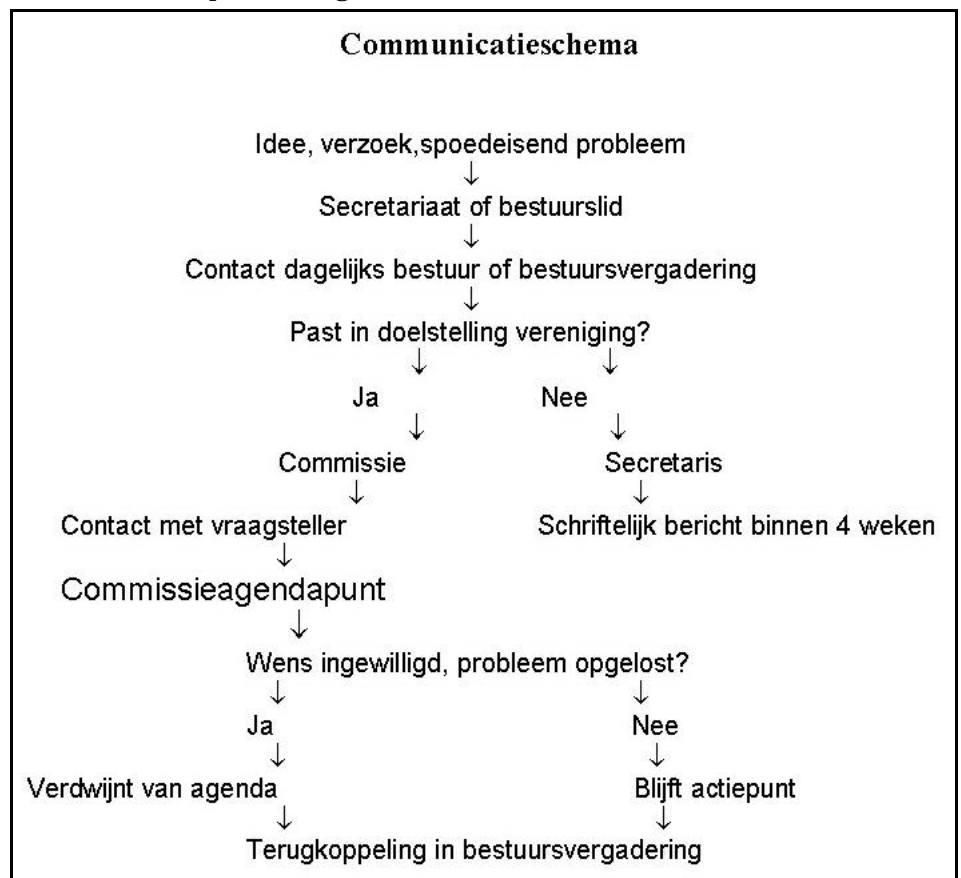 Communicatieschema
Idee, verzoek,spoedeisend probleem
↓
Secretariaat of bestuurslid
↓
Contact dagelijks bestuur of bestuursvergadering
↓
Past in doelstelling vereniging?
↓ ↓
Ja Nee
↓ ↓
Commissie Secretaris
↓ ↓
Contact met vraagsteller Schriftelijk bericht binnen 4 weken
↓
Commissieagendapunt
↓
Wens ingewilligd, probleem opgelost?
↓ ↓
Ja Nee
↓ ↓
Verdwijnt van agenda Blijft actiepunt
↓ ↓
Terugkoppeling in bestuursvergadering